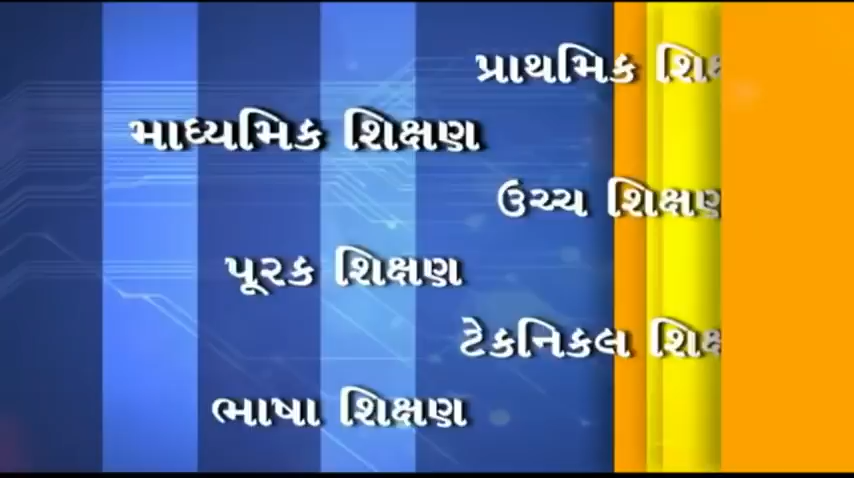 પ્રાથમિક
માધ્યમિક શિક્ષણ
ઉચ્ચ શિક્ષણ
પૂરક શિક્ષણ
ટેકનિકલ
ભાષા શિક્ષણ